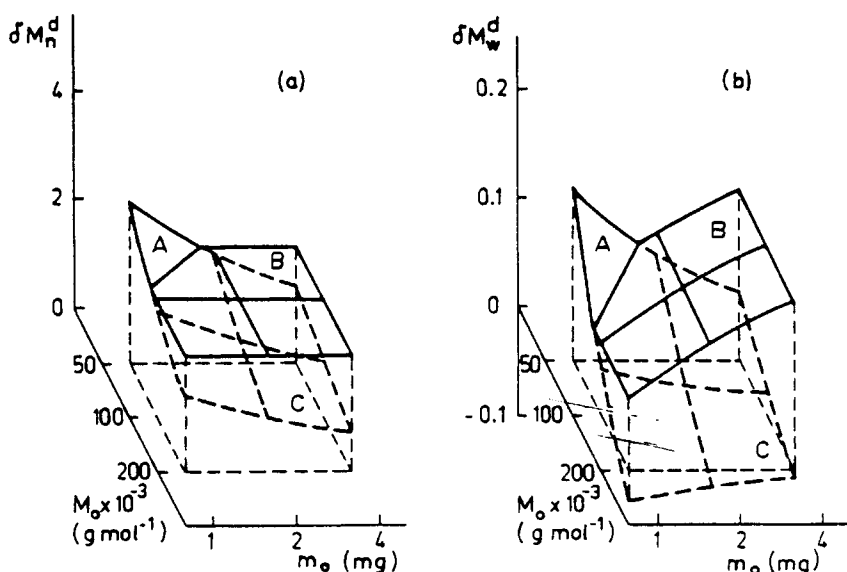 δM_n^d
(a)
4
2
0
A
B
C
50
100
200
M_o x 10^-3
(g mol^-1)
1
2
4
m_o (mg)
δM_w^d
(b)
0.2
0.1
0
-0.1
A
B
C
50
100
200
M_o x 10^-3
(g mol^-1)
1
2
4
m_o (mg)